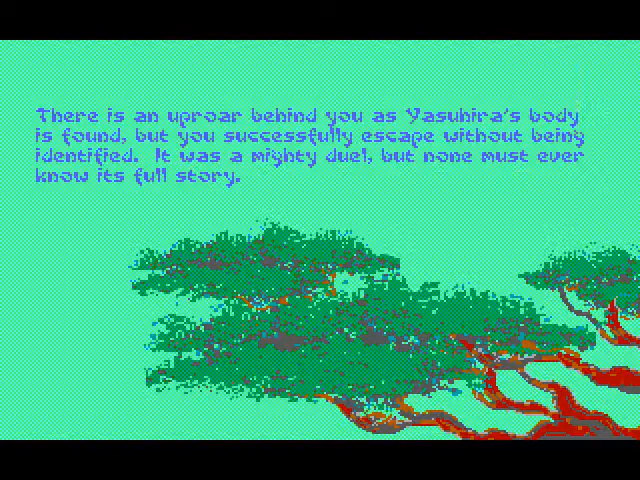 There is an uproar behind you as Yasuhira's body
is found, but you successfully escape without being
identified.  It was a mighty duel, but none must ever
know its full story.